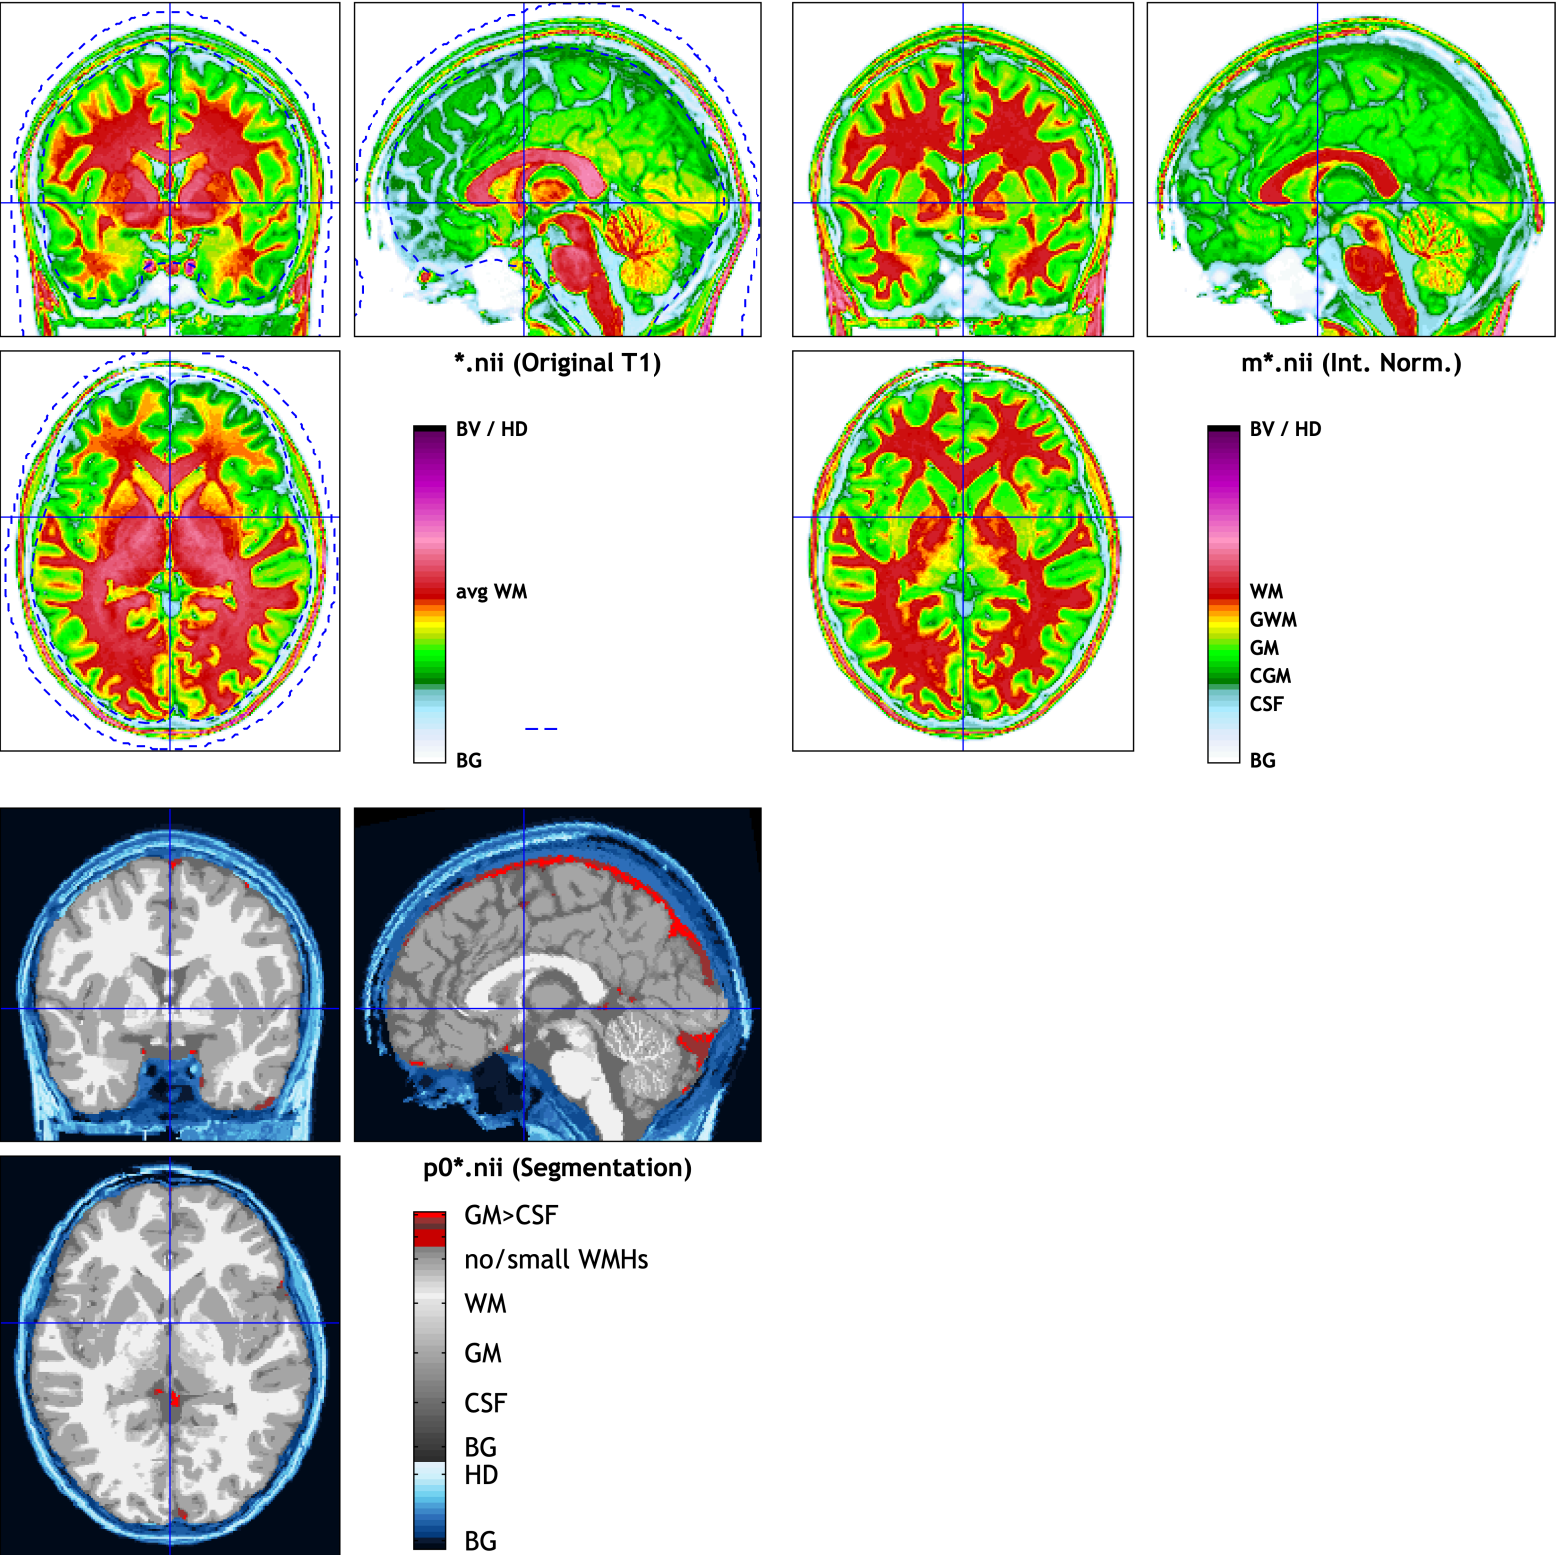 *.nii (Original T1)
BV / HD
avg WM
BG
m*.nii (Int. Norm.)
BV / HD
WM
GWM
GM
CGM
CSF
BG
p0*.nii (Segmentation)
GM>CSF
no/small WMHs
WM
GM
CSF
BG
HD
BG